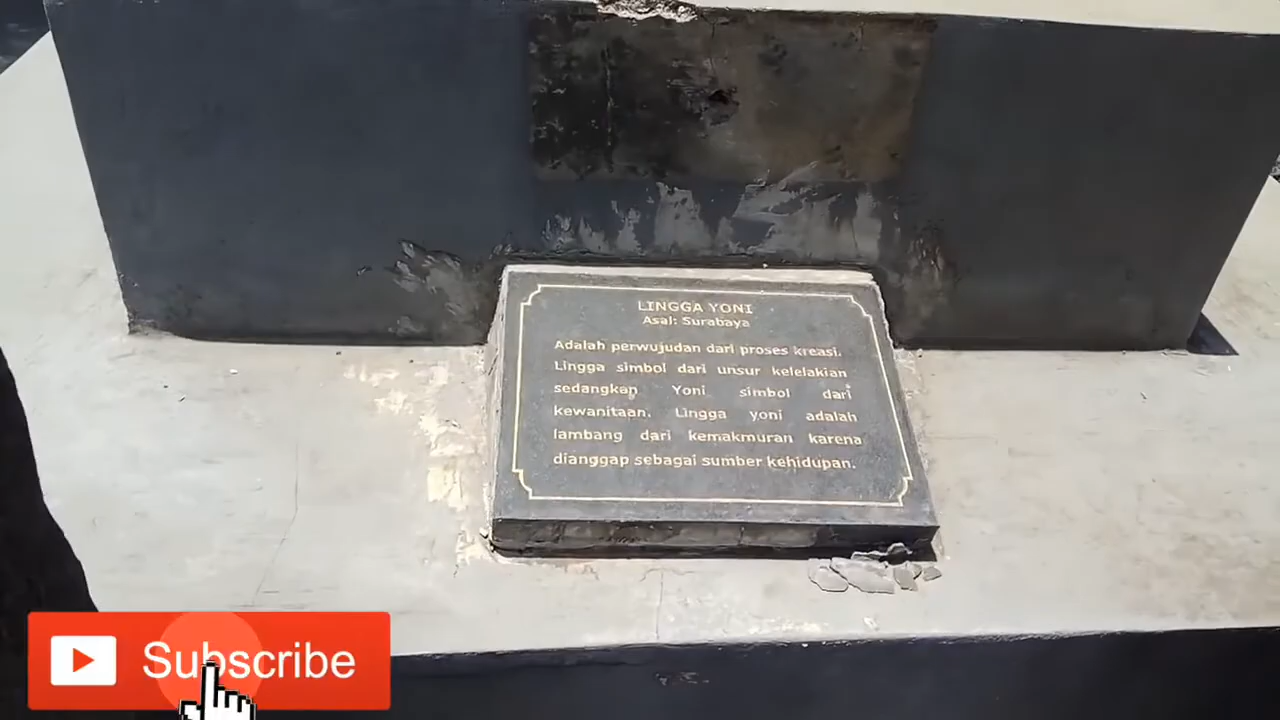 LINGGA YONI
Asal: Surabaya
Adalah perwujudan dari proses kreasi.
Lingga simbol dari unsur kelelakian
sedangkan Yoni simbol dari
kewanitaan. Lingga yoni adalah
lambang dari kemakmuran karena
dianggap sebagai sumber kehidupan.
Subscribe